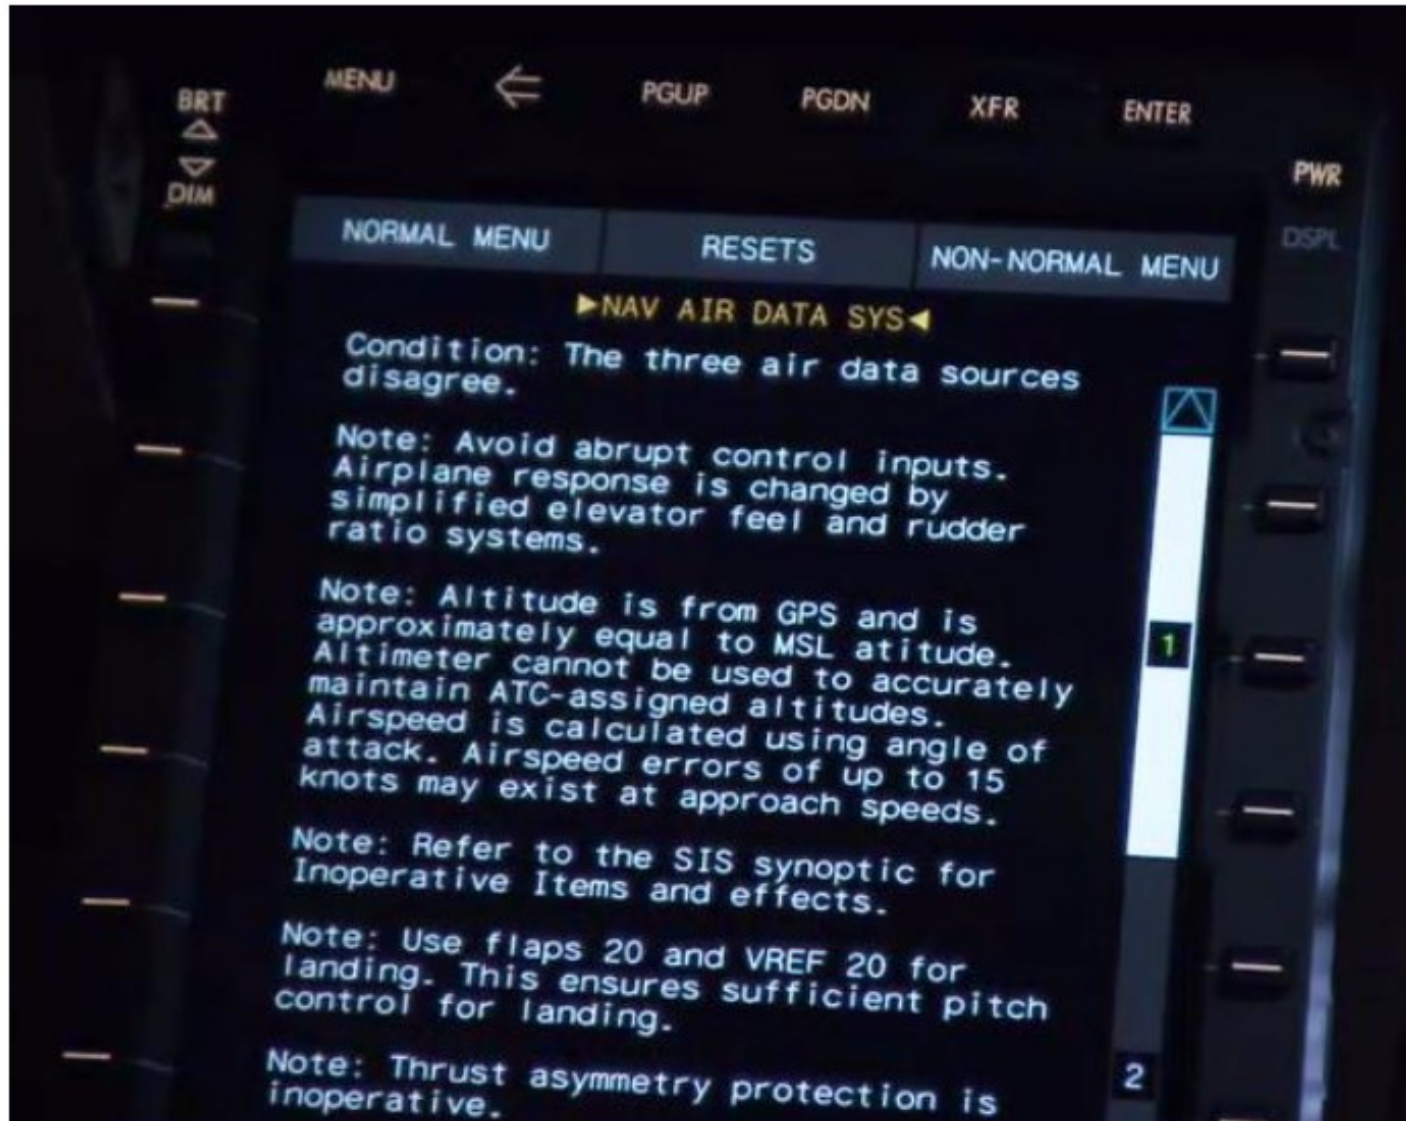 MENU
PGUP
PGDN
XFR
ENTER
BRT
DIM
PWR
DSPL
NORMAL MENU
RESETS
NON-NORMAL MENU
NAV AIR DATA SYS
Condition: The three air data sources
disagree.
Note: Avoid abrupt control inputs.
Airplane response is changed by
simplified elevator feel and rudder
ratio systems.
Note: Altitude is from GPS and is
approximately equal to MSL atitude.
Altimeter cannot be used to accurately
maintain ATC-assigned altitudes.
Airspeed is calculated using angle of
attack. Airspeed errors of up to 15
knots may exist at approach speeds.
1
Note: Refer to the SIS synoptic for
Inoperative Items and effects.
Note: Use flaps 20 and VREF 20 for
landing. This ensures sufficient pitch
control for landing.
Note: Thrust asymmetry protection is
inoperative.
2